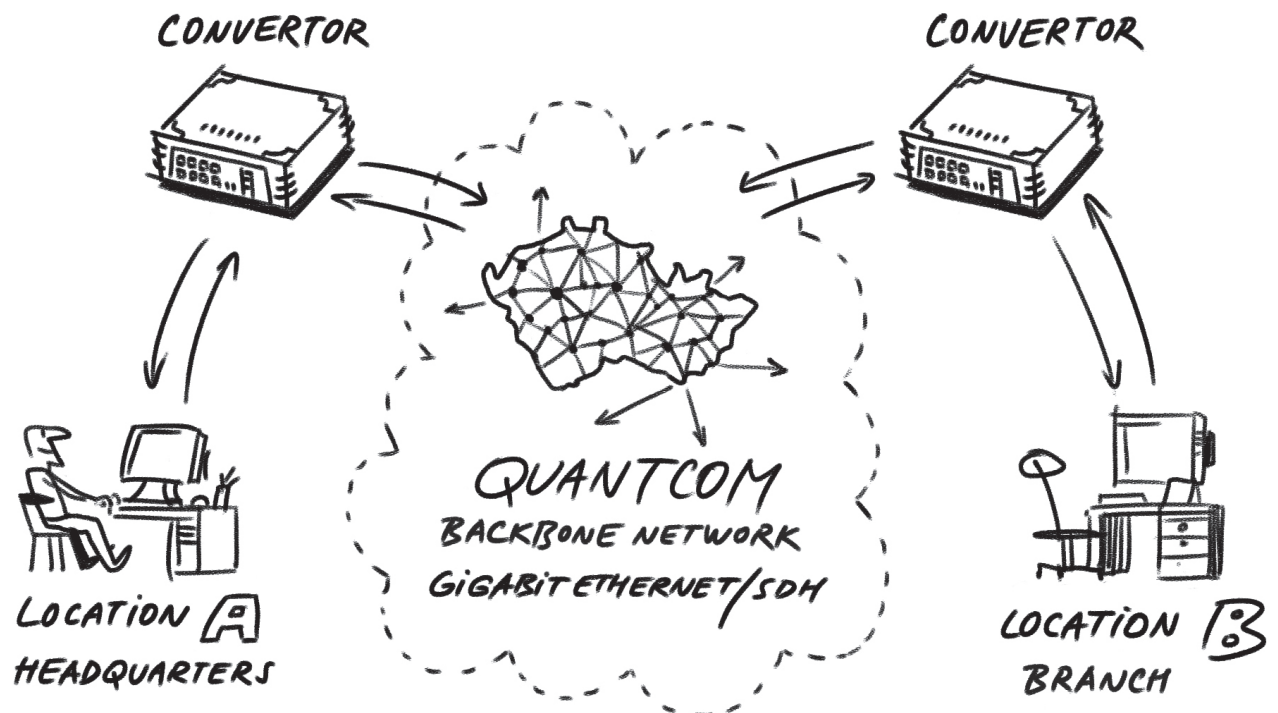 CONVERTOR
CONVERTOR
QUANTCOM
BACKBONE NETWORK
GIGABIT ETHERNET/SDH
LOCATION A
HEADQUARTERS
LOCATION B
BRANCH